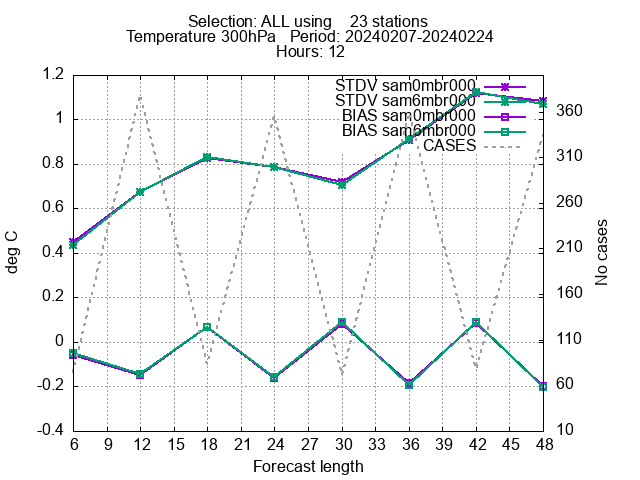 Selection: ALL using    23 stations
Temperature 300hPa   Period: 20240207-20240224
Hours: 12
STDV sam0mbr000
STDV sam6mbr000
BIAS sam0mbr000
BIAS sam6mbr000
CASES
deg C
1.2
1
0.8
0.6
0.4
0.2
0
-0.2
-0.4
No cases
360
310
260
210
160
110
60
10
6 9 12 15 18 21 24 27 30 33 36 39 42 45 48
Forecast length